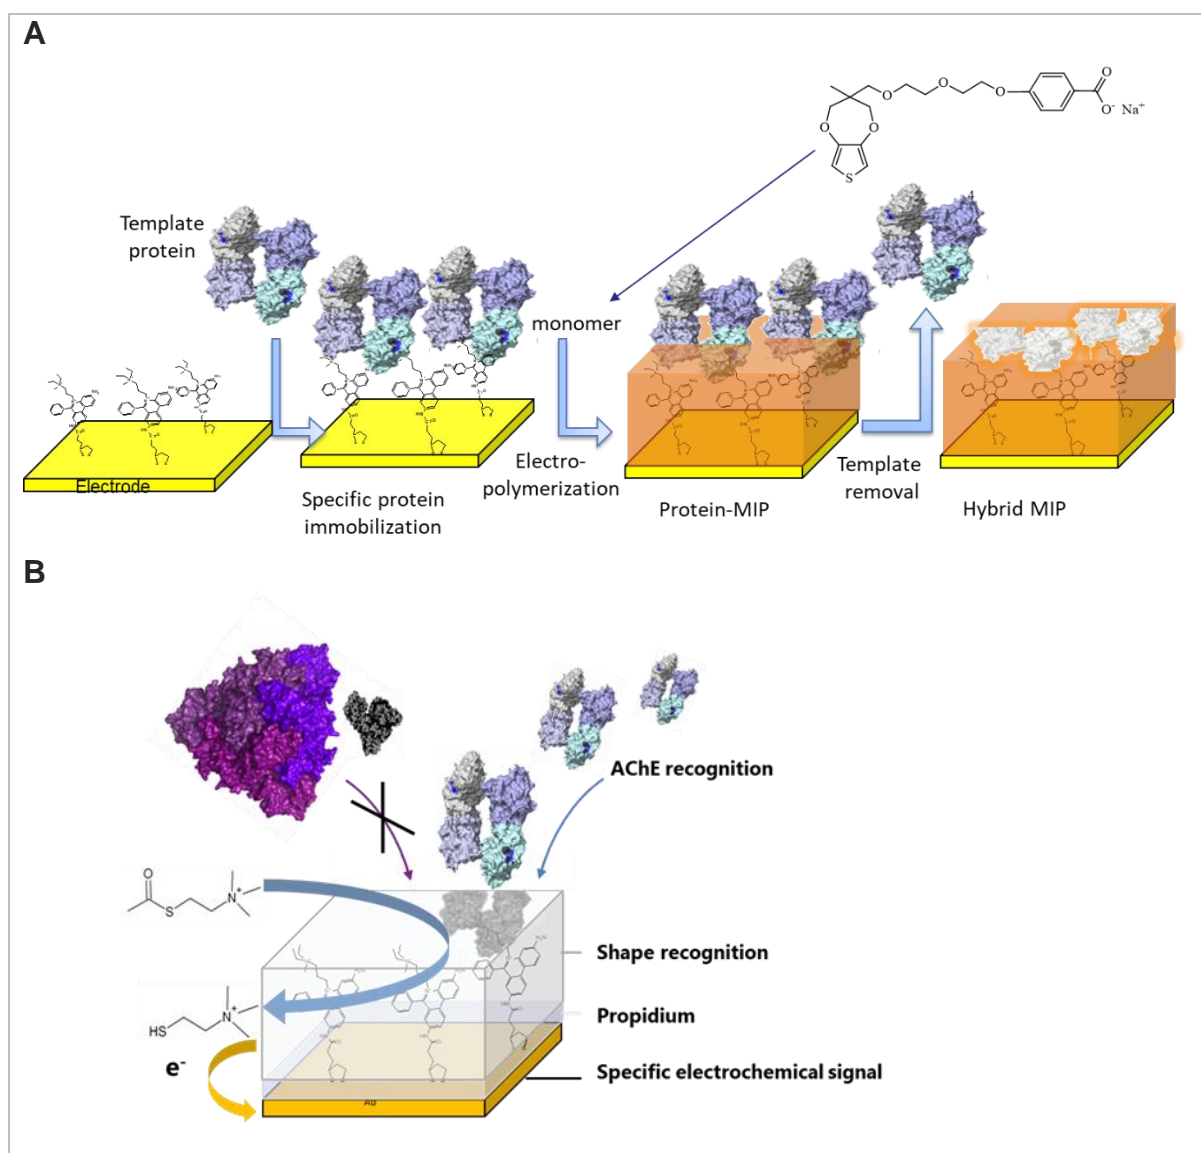 A
O
O
O
O
O⁻ Na⁺
O
O
S
4
Template
protein
monomer
Electrode
Specific protein
immobilization
Electro-
polymerization
Protein-MIP
Template
removal
Hybrid MIP
B
AChE recognition
O
S
N⁺
Shape recognition
HS
N⁺
Propidium
e⁻
Specific electrochemical signal
Au